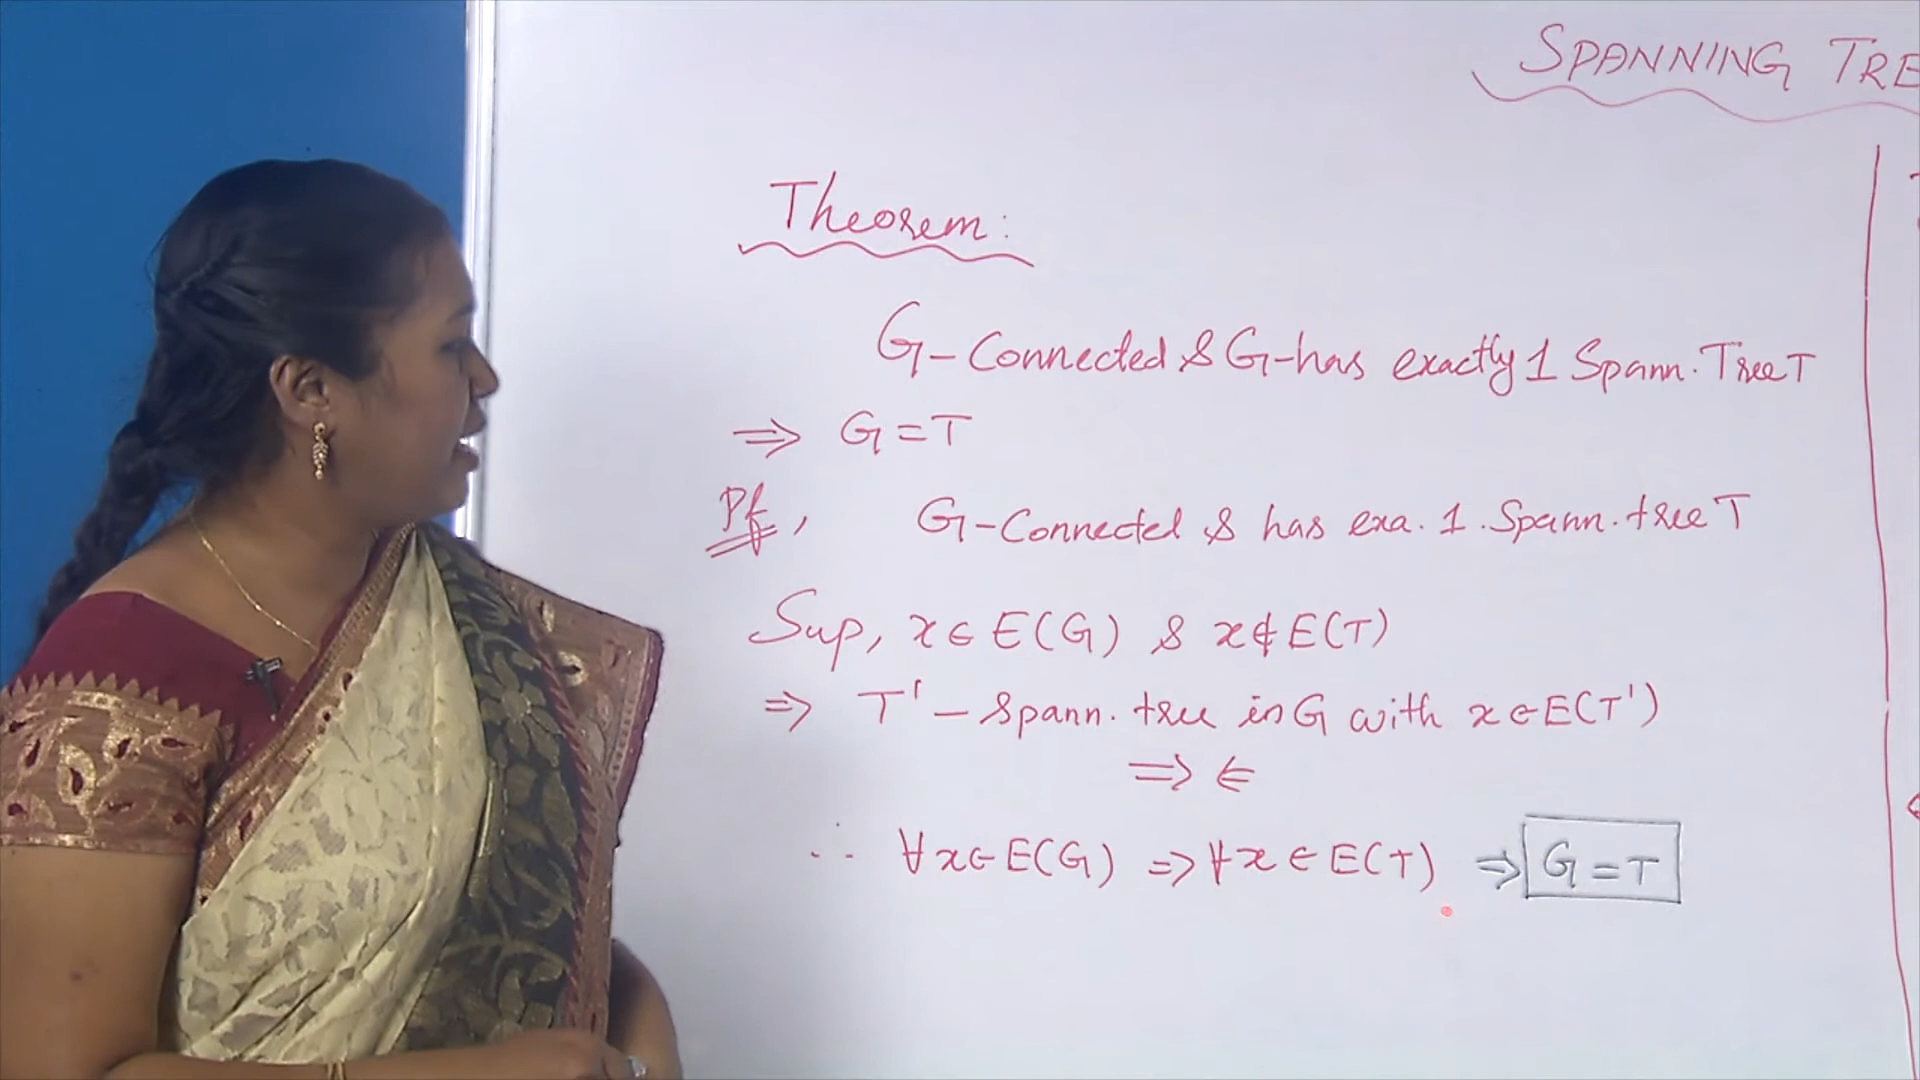 SPANNING TRE
Theorem:
G-Connected & G-has exactly 1 Spann. Tree T
⇒ G=T
Pf, G-Connected & has exa. 1. Spann. tree T
Sup, x∈E(G) & x∉E(T)
⇒ T' - Spann. tree in G with x∈E(T')
⇒⇐
∴ ∀x∈E(G) ⇒ ∀x∈E(T) ⇒ G=T